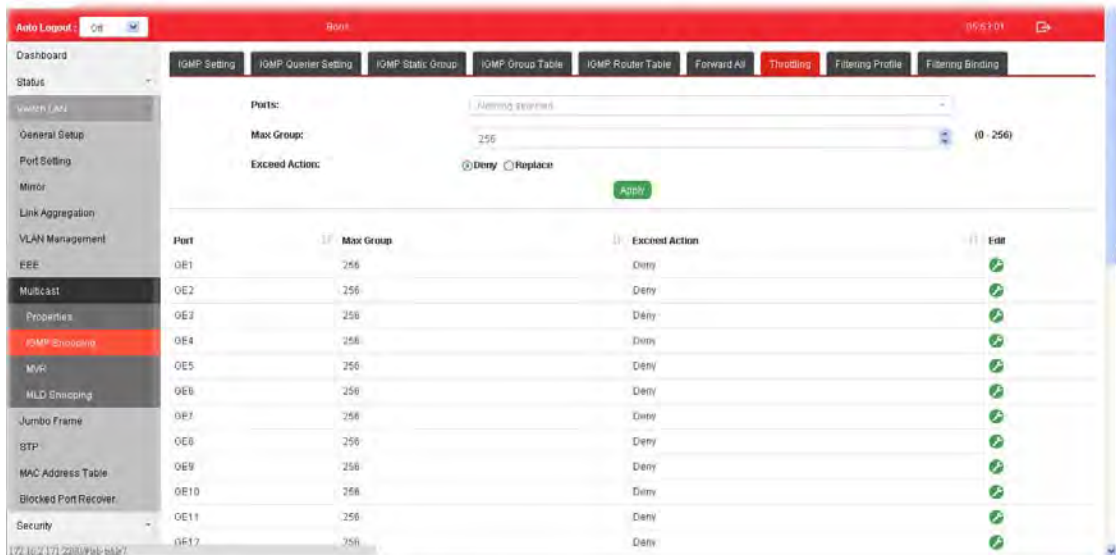 Auto Logout : Off
Dashboard
Status
Switch LAN
General Setup
Port Setting
Mirror
Link Aggregation
VLAN Management
EEE
Multicast
Properties
IGMP Snooping
MVR
MLD Snooping
Jumbo Frame
STP
MAC Address Table
Blocked Port Recover.
Security
IGMP Setting IGMP Querier Setting IGMP Static Group IGMP Group Table IGMP Router Table Forward All Throttling Filtering Profile Filtering Binding
Ports: Nothing selected
Max Group: 256 (0 - 256)
Exceed Action: Deny Replace
Apply
Port Max Group Exceed Action Edit
GE1 256 Deny
GE2 256 Deny
GE3 256 Deny
GE4 256 Deny
GE5 256 Deny
GE6 256 Deny
GE7 256 Deny
GE8 256 Deny
GE9 256 Deny
GE10 256 Deny
GE11 256 Deny
GE12 256 Deny